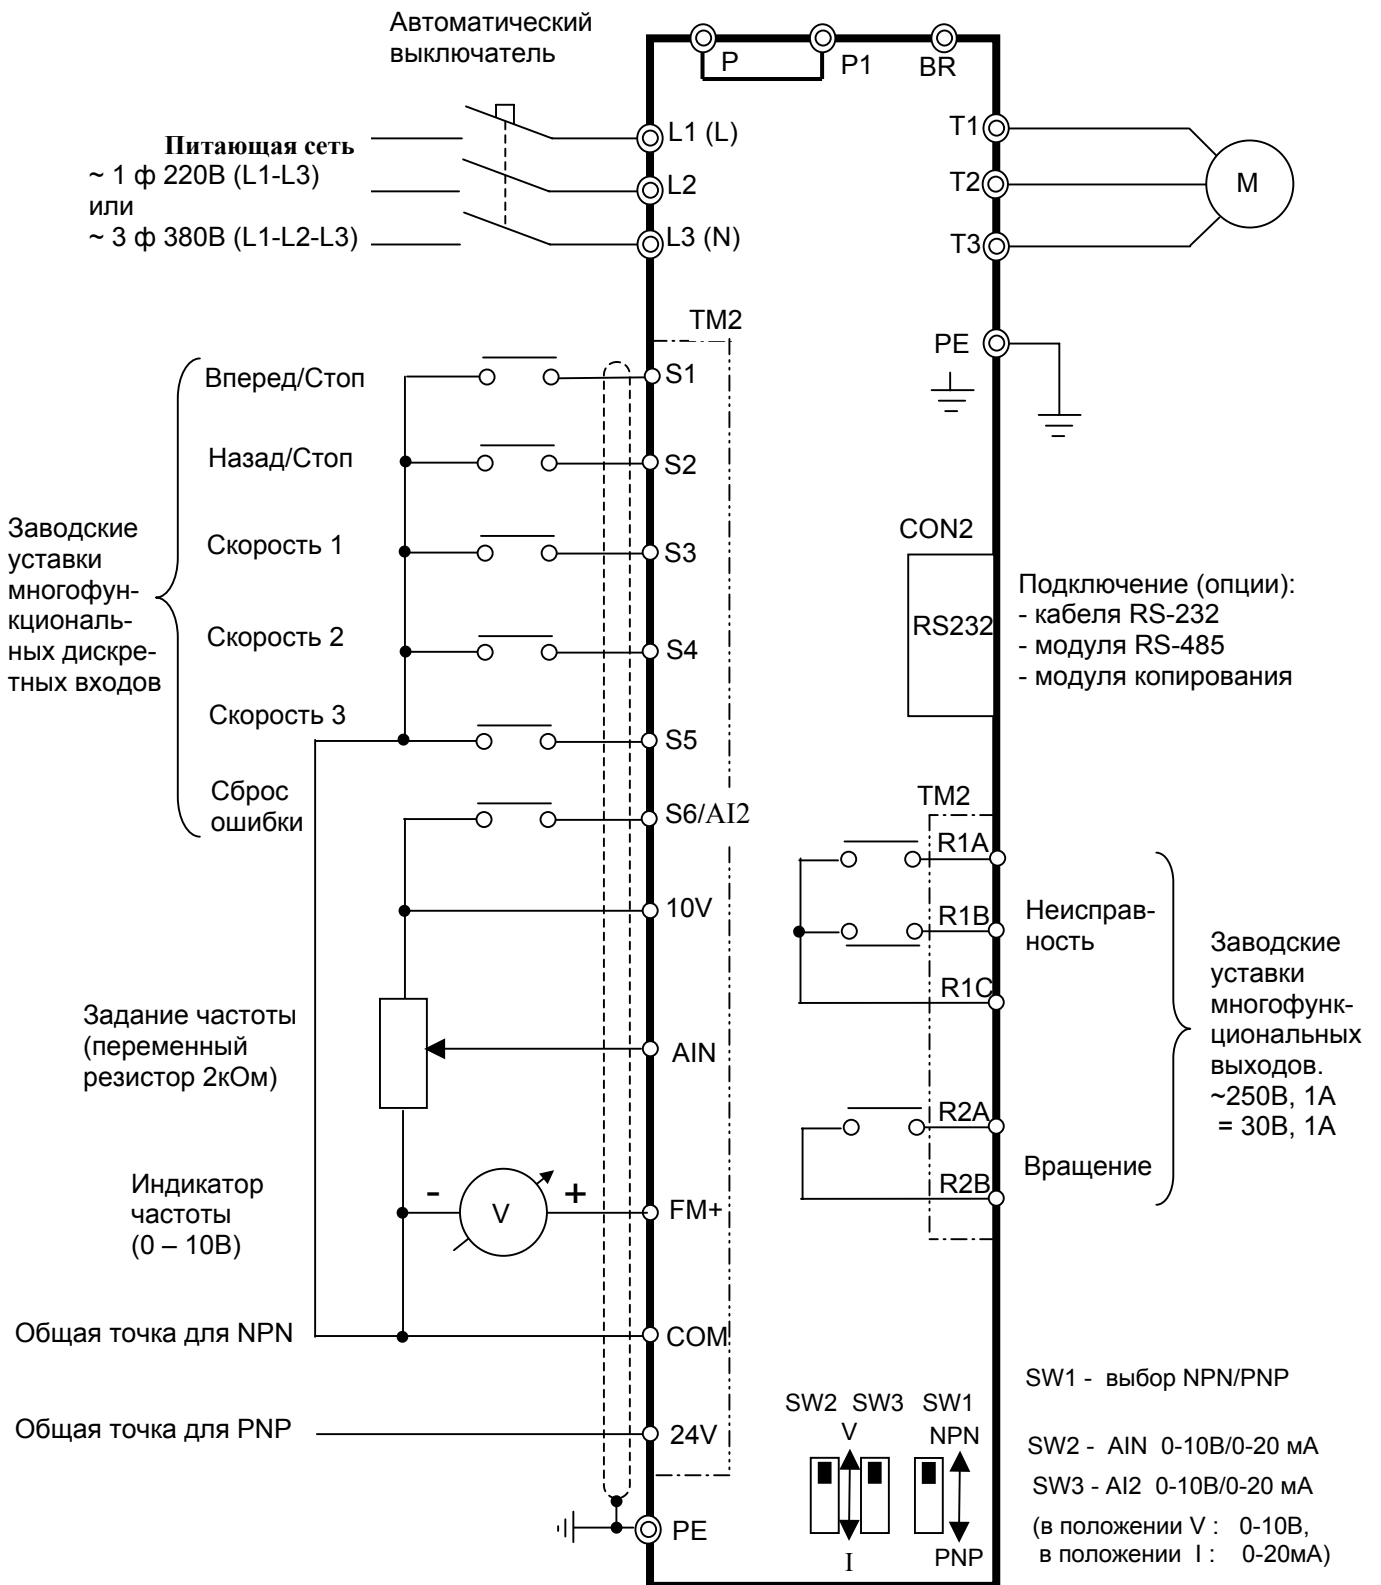 Автоматический
выключатель
P
P1
BR
Питающая сеть
~ 1 ф 220В (L1-L3)
или
~ 3 ф 380В (L1-L2-L3)
L1 (L)
L2
L3 (N)
T1
T2
T3
M
PE
TM2
Заводские
уставки
многофун-
кциональ-
ных дискре-
тных входов
Вперед/Стоп
S1
Назад/Стоп
S2
Скорость 1
S3
Скорость 2
S4
Скорость 3
S5
Сброс
ошибки
S6/AI2
10V
Задание частоты
(переменный
резистор 2кОм)
AIN
Индикатор
частоты
(0 – 10В)
-
V
+
FM+
Общая точка для NPN
COM
Общая точка для PNP
24V
PE
CON2
RS232
Подключение (опции):
- кабеля RS-232
- модуля RS-485
- модуля копирования
TM2
R1A
R1B
R1C
Неисправ-
ность
R2A
R2B
Вращение
Заводские
уставки
многофунк-
циональных
выходов.
~250В, 1А
= 30В, 1А
SW2 SW3 SW1
V
NPN
I
PNP
SW1 - выбор NPN/PNP
SW2 - AIN 0-10В/0-20 мА
SW3 - AI2 0-10В/0-20 мА
(в положении V : 0-10В,
в положении I : 0-20мА)